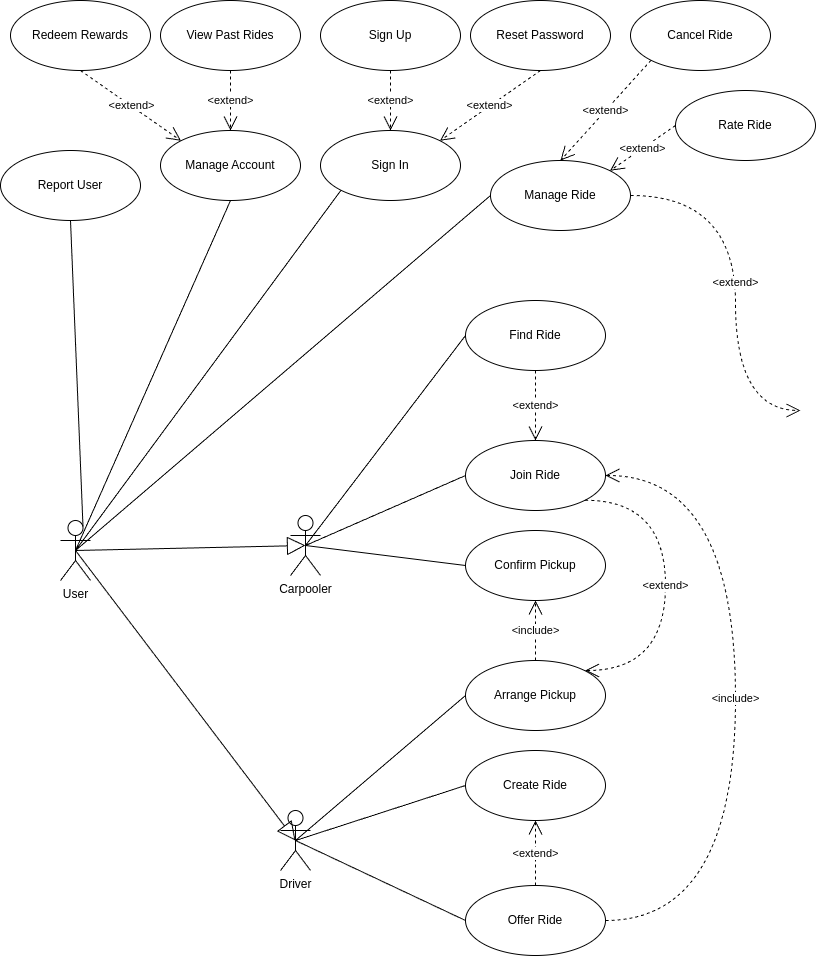 Redeem Rewards
View Past Rides
Sign Up
Reset Password
Cancel Ride
<extend>
<extend>
<extend>
<extend>
<extend>
Rate Ride
<extend>
Report User
Manage Account
Sign In
Manage Ride
<extend>
Find Ride
<extend>
Join Ride
Confirm Pickup
<extend>
User
Carpooler
<include>
Arrange Pickup
<include>
Create Ride
<extend>
Driver
Offer Ride